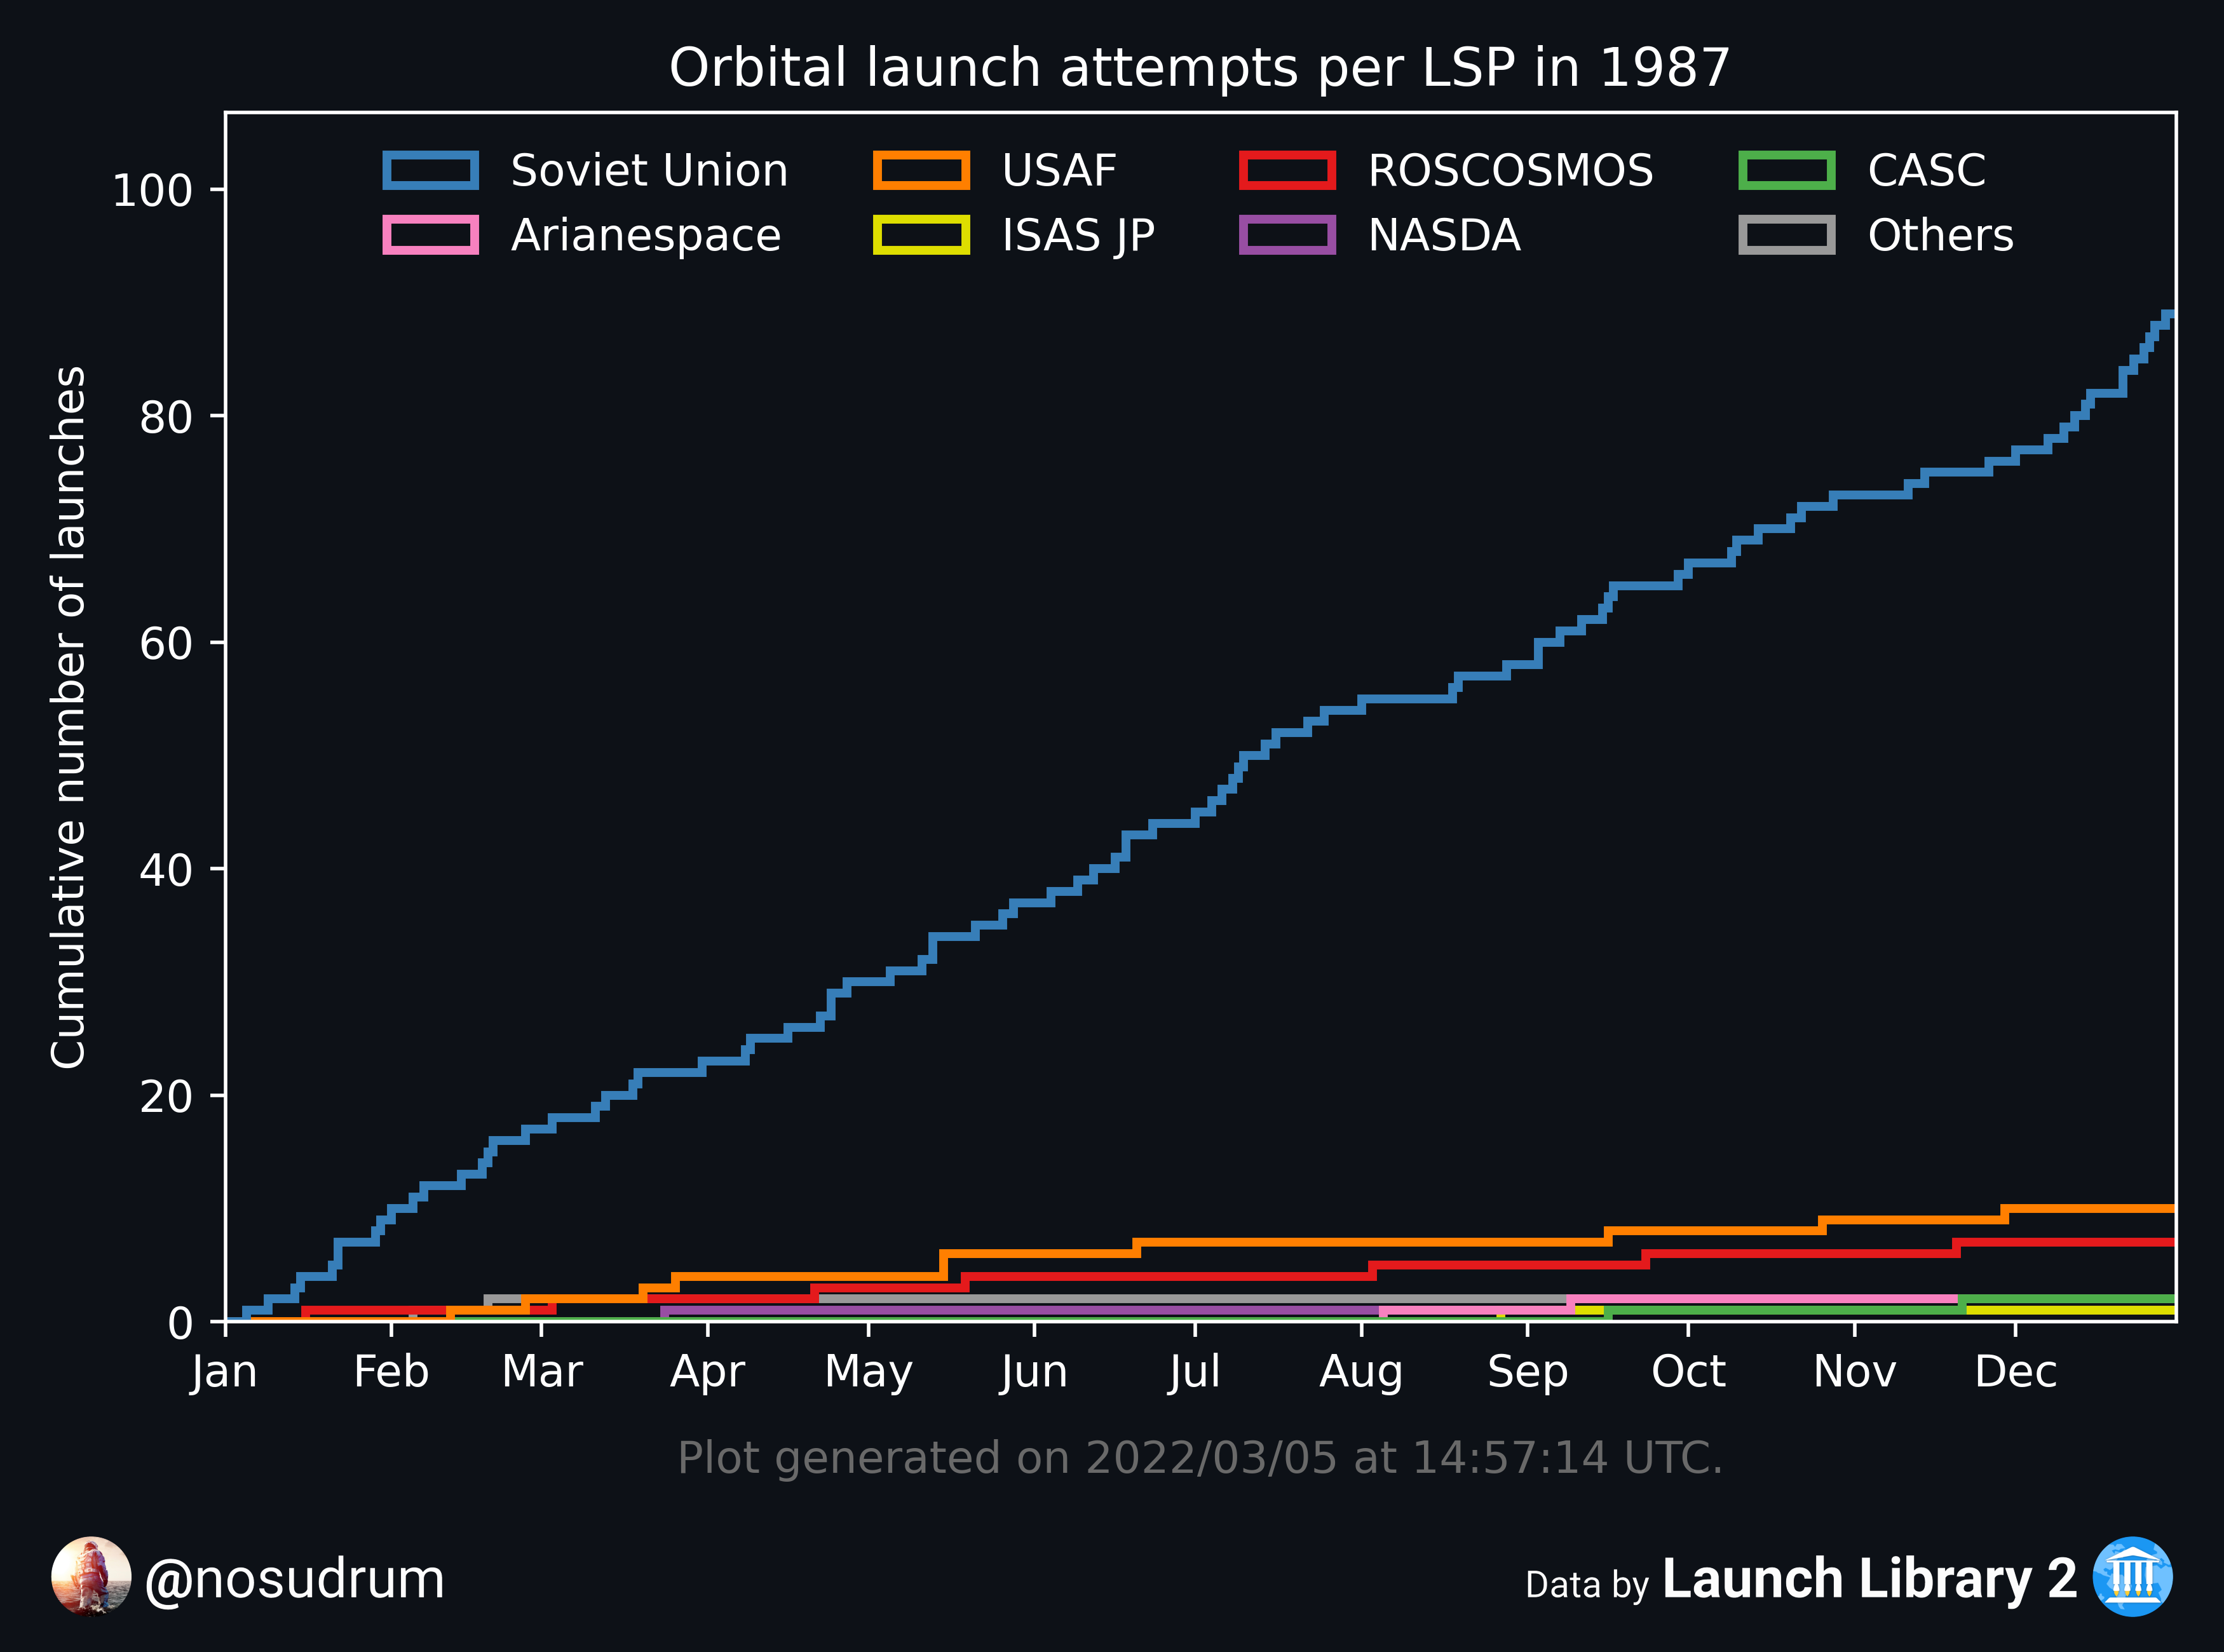 Orbital launch attempts per LSP in 1987
Soviet Union USAF ROSCOSMOS CASC
Arianespace ISAS JP NASDA Others
Cumulative number of launches
100
80
60
40
20
0
Jan Feb Mar Apr May Jun Jul Aug Sep Oct Nov Dec
Plot generated on 2022/03/05 at 14:57:14 UTC.
@nosudrum
Data by Launch Library 2